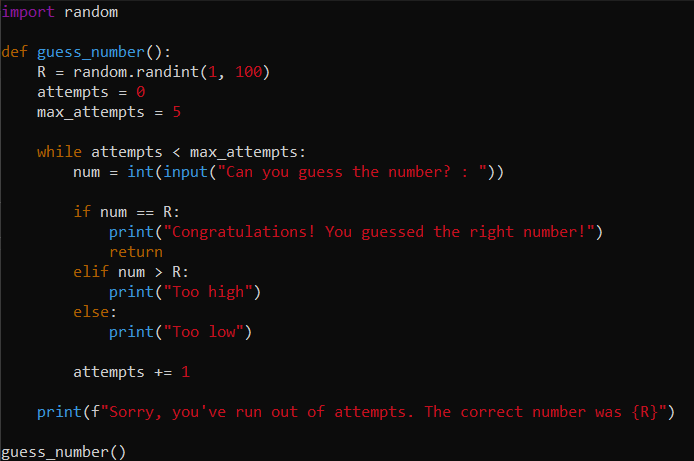 import random

def guess_number():
    R = random.randint(1, 100)
    attempts = 0
    max_attempts = 5

    while attempts < max_attempts:
        num = int(input("Can you guess the number? : "))

        if num == R:
            print("Congratulations! You guessed the right number!")
            return
        elif num > R:
            print("Too high")
        else:
            print("Too low")

        attempts += 1

    print(f"Sorry, you've run out of attempts. The correct number was {R}")

guess_number()